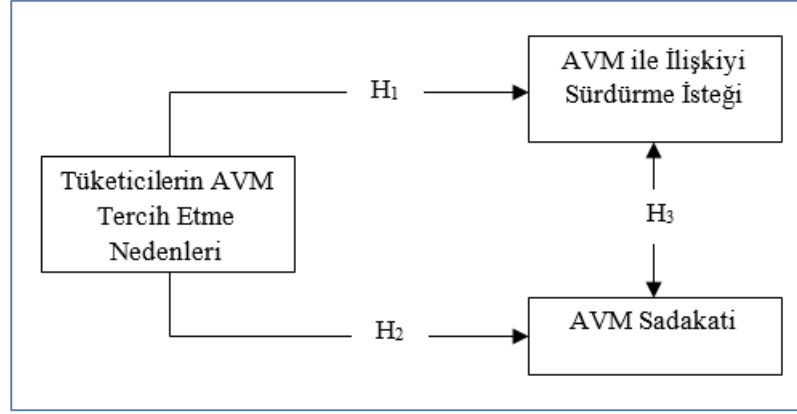 AVM ile İlişkiyi
Sürdürme İsteği
H₁
Tüketicilerin AVM
Tercih Etme
Nedenleri
H₃
H₂
AVM Sadakati